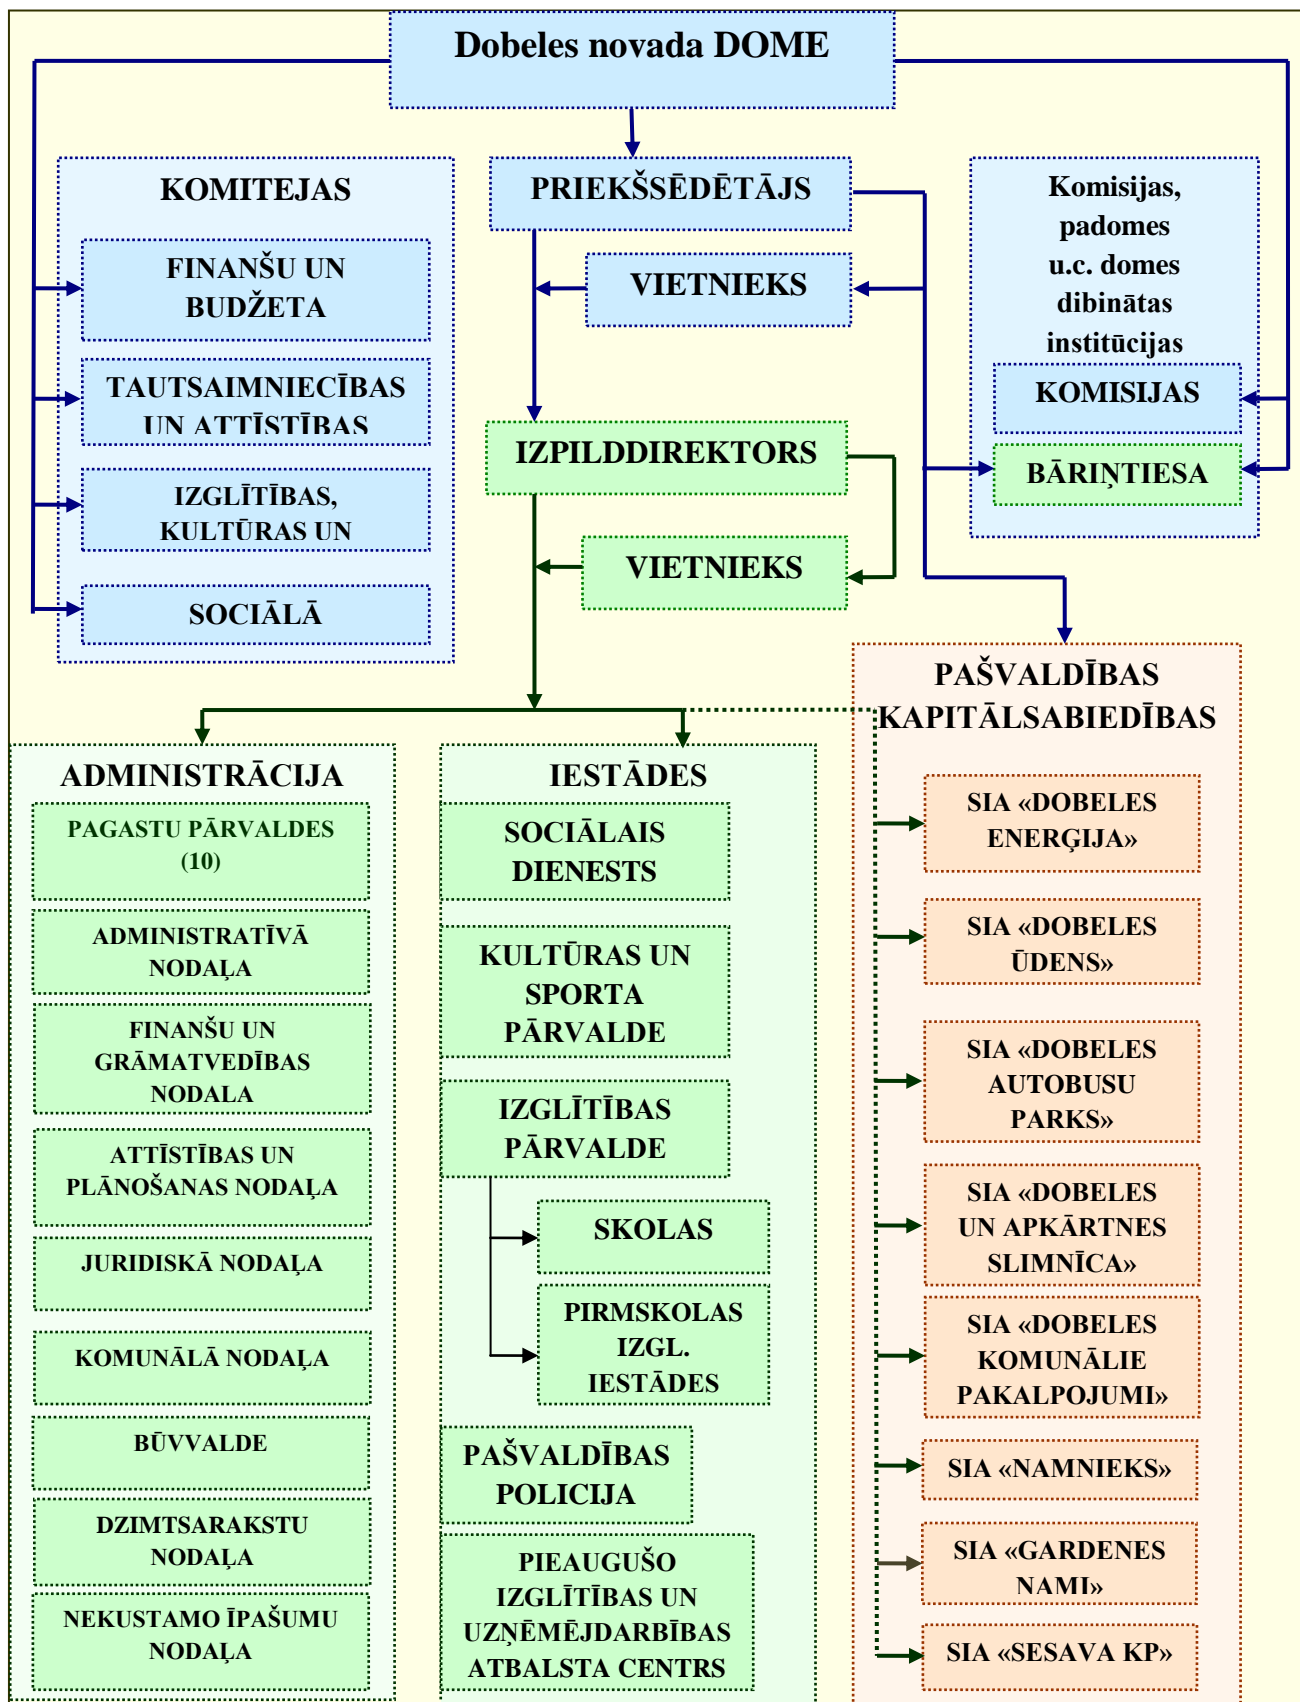 Dobeles novada DOME
KOMITEJAS
FINANŠU UN
BUDŽETA
TAUTSAIMNIECĪBAS
UN ATTĪSTĪBAS
IZGLĪTĪBAS,
KULTŪRAS UN
SOCIĀLĀ
PRIEKŠSĒDĒTĀJS
VIETNIEKS
IZPILDDIREKTORS
VIETNIEKS
Komisijas,
padomes
u.c. domes
dibinātas
institūcijas
KOMISIJAS
BĀRIŅTIESA
ADMINISTRĀCIJA
PAGASTU PĀRVALDES
(10)
ADMINISTRATĪVĀ
NODAĻA
FINANŠU UN
GRĀMATVEDĪBAS
NODAĻA
ATTĪSTĪBAS UN
PLĀNOŠANAS NODAĻA
JURIDISKĀ NODAĻA
KOMUNĀLĀ NODAĻA
BŪVVALDE
DZIMTSARAKSTU
NODAĻA
NEKUSTAMO ĪPAŠUMU
NODAĻA
IESTĀDES
SOCIĀLAIS
DIENESTS
KULTŪRAS UN
SPORTA
PĀRVALDE
IZGLĪTĪBAS
PĀRVALDE
SKOLAS
PIRMSKOLAS
IZGL.
IESTĀDES
PAŠVALDĪBAS
POLICIJA
PIEAUGUŠO
IZGLĪTĪBAS UN
UZŅĒMĒJDARBĪBAS
ATBALSTA CENTRS
PAŠVALDĪBAS
KAPITĀLSABIEDĪBAS
SIA «DOBELES
ENERĢIJA»
SIA «DOBELES
ŪDENS»
SIA «DOBELES
AUTOBUSU
PARKS»
SIA «DOBELES
UN APKĀRTNES
SLIMNĪCA»
SIA «DOBELES
KOMUNĀLIE
PAKALPOJUMI»
SIA «NAMNIEKS»
SIA «GARDENES
NAMI»
SIA «SESAVA KP»